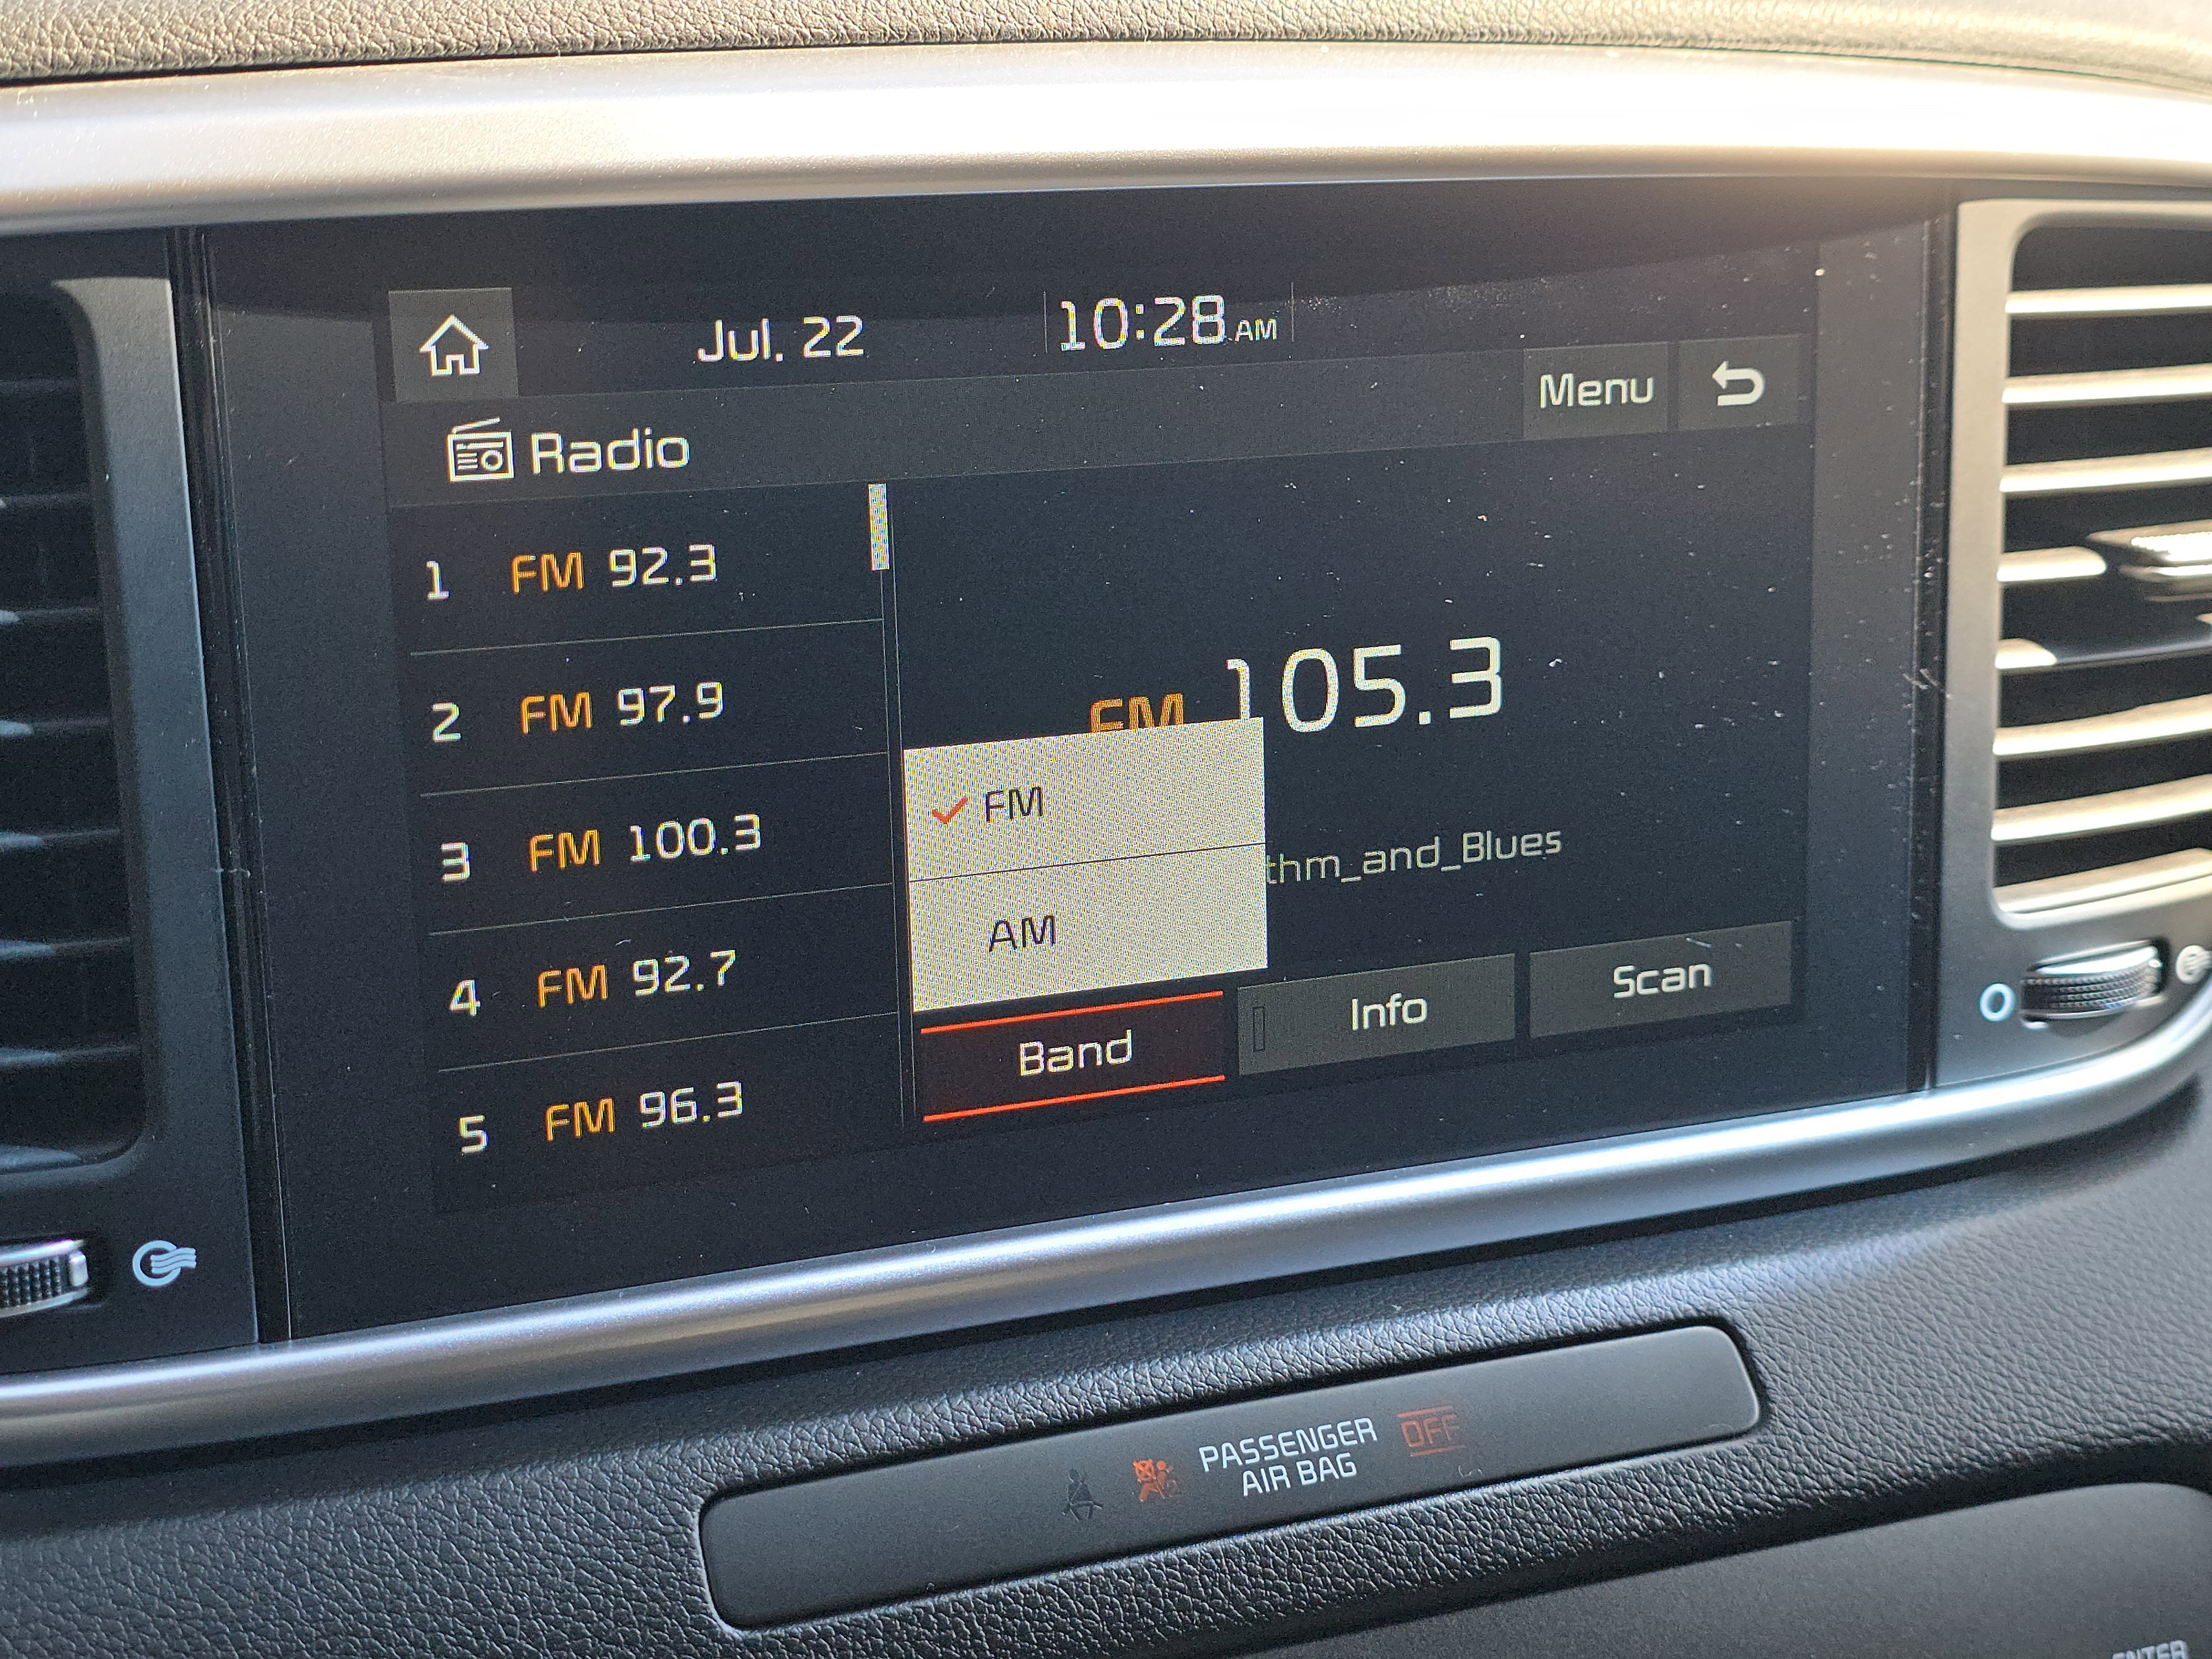 Jul. 22
10:28 AM
Menu
Radio
1 FM 92.3
2 FM 97.9
3 FM 100.3
4 FM 92.7
5 FM 96.3
FM 105.3
thm_and_Blues
FM
AM
Band
Info
Scan
PASSENGER
AIR BAG
OFF